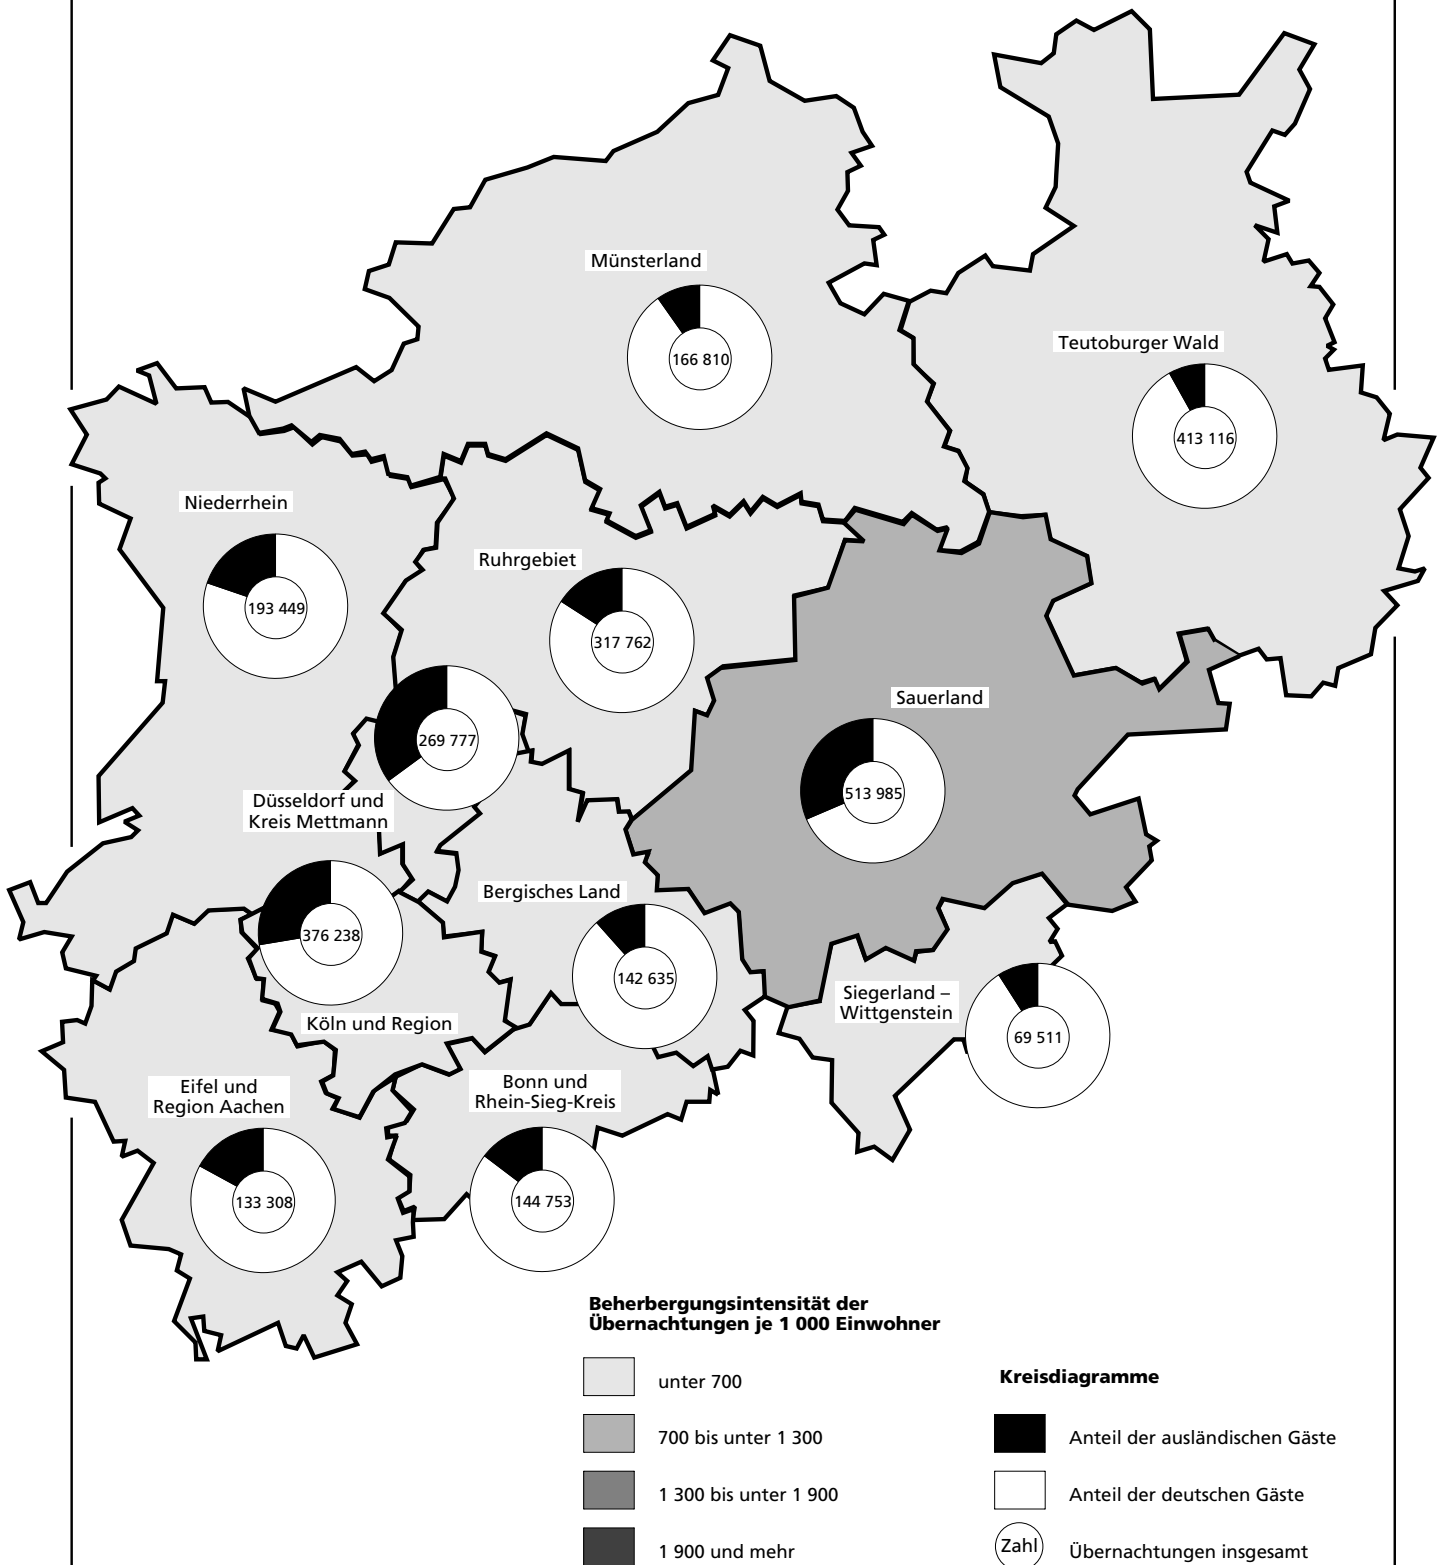 Münsterland
166 810
Teutoburger Wald
413 116
Niederrhein
193 449
Ruhrgebiet
317 762
Sauerland
513 985
269 777
Düsseldorf und
Kreis Mettmann
Bergisches Land
142 635
376 238
Köln und Region
Siegerland –
Wittgenstein
69 511
Eifel und
Region Aachen
133 308
Bonn und
Rhein-Sieg-Kreis
144 753
Beherbergungsintensität der
Übernachtungen je 1 000 Einwohner
unter 700
700 bis unter 1 300
1 300 bis unter 1 900
1 900 und mehr
Kreisdiagramme
Anteil der ausländischen Gäste
Anteil der deutschen Gäste
Zahl Übernachtungen insgesamt